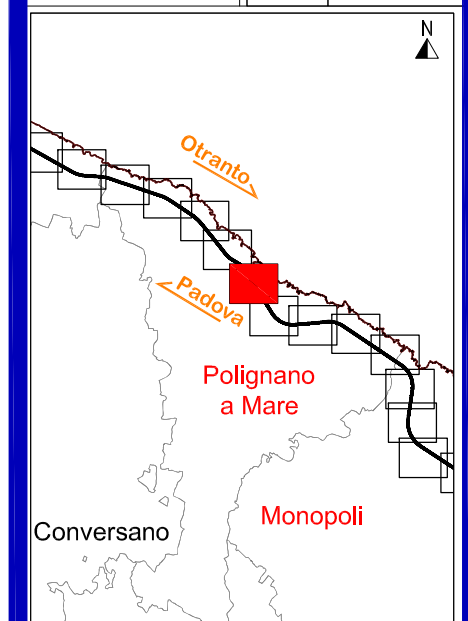 N
Otranto
Padova
Polignano
a Mare
Monopoli
Conversano